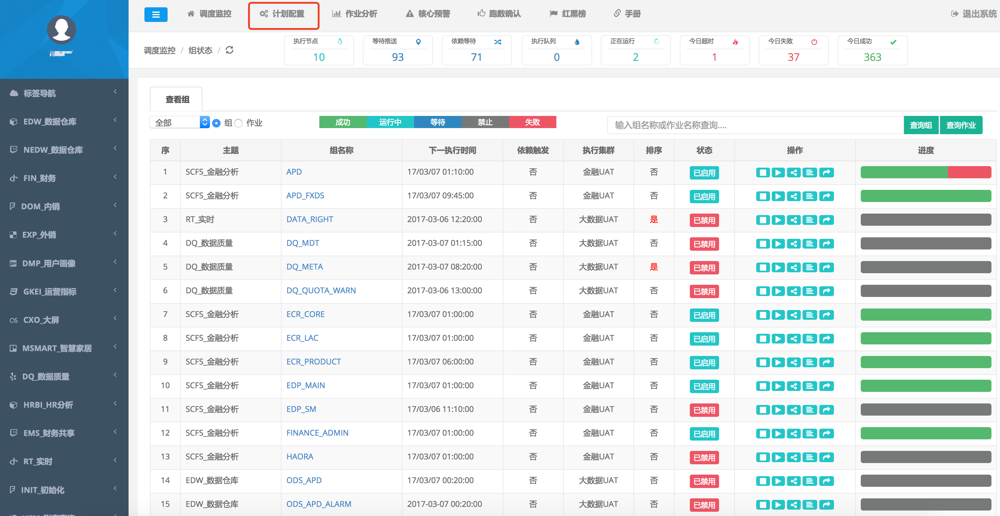 调度监控 计划配置 作业分析 核心预警 跑数确认 红黑榜 手册 退出系统
调度监控 / 组状态 /
执行节点 等待推送 依赖等待 执行队列 正在运行 今日超时 今日失败 今日成功
10 93 71 0 2 1 37 363
标签导航
EDW_数据仓库
NEDW_数据仓库
FIN_财务
DOM_内销
EXP_外销
DMP_用户画像
GKEI_运营指标
CXO_大屏
MSMART_智慧家居
DQ_数据质量
HRBI_HR分析
EMS_财务共享
RT_实时
INIT_初始化
查看组
全部 组 作业 成功 运行中 等待 禁止 失败 输入组名称或作业名称查询.... 查询组 查询作业
序 主题 组名称 下一执行时间 依赖触发 执行集群 排序 状态 操作 进度
1 SCFS_金融分析 APD 17/03/07 01:10:00 否 金融UAT 否 已启用
2 SCFS_金融分析 APD_FXDS 17/03/07 09:45:00 否 金融UAT 否 已启用
3 RT_实时 DATA_RIGHT 2017-03-06 12:20:00 否 大数据UAT 是 已禁用
4 DQ_数据质量 DQ_MDT 2017-03-07 01:15:00 否 大数据UAT 否 已禁用
5 DQ_数据质量 DQ_META 2017-03-07 08:20:00 否 大数据UAT 是 已禁用
6 DQ_数据质量 DQ_QUOTA_WARN 2017-03-06 13:00:00 否 大数据UAT 否 已禁用
7 SCFS_金融分析 ECR_CORE 17/03/07 01:00:00 否 金融UAT 否 已启用
8 SCFS_金融分析 ECR_LAC 17/03/07 01:00:00 否 金融UAT 否 已启用
9 SCFS_金融分析 ECR_PRODUCT 17/03/07 06:00:00 否 金融UAT 否 已启用
10 SCFS_金融分析 EDP_MAIN 17/03/07 01:00:00 否 金融UAT 否 已启用
11 SCFS_金融分析 EDP_SM 17/03/06 11:10:00 否 金融UAT 否 已禁用
12 SCFS_金融分析 FINANCE_ADMIN 17/03/07 01:00:00 否 金融UAT 否 已启用
13 SCFS_金融分析 HAORA 17/03/07 01:00:00 否 金融UAT 否 已禁用
14 EDW_数据仓库 ODS_APD 17/03/07 00:20:00 否 大数据UAT 否 已禁用
15 EDW_数据仓库 ODS_APD_ALARM 2017-03-07 00:20:00 否 大数据UAT 否 已禁用